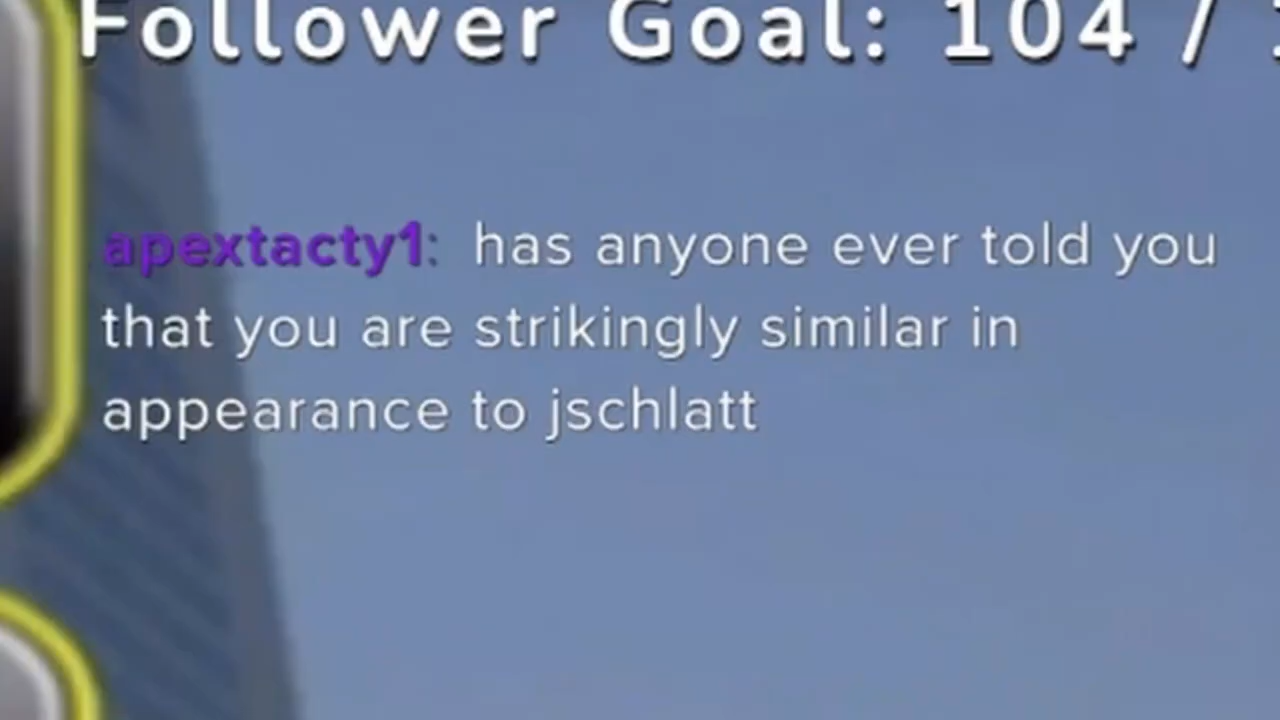 Follower Goal: 104 /
apextacty1: has anyone ever told you
that you are strikingly similar in
appearance to jschlatt